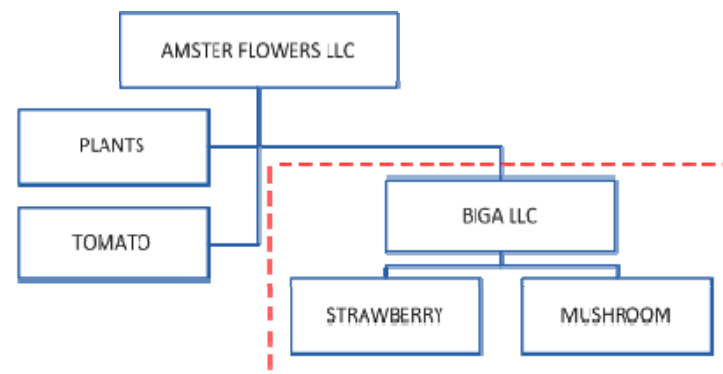 AMSTER FLOWERS LLC
PLANTS
TOMATO
BIGA LLC
STRAWBERRY
MUSHROOM